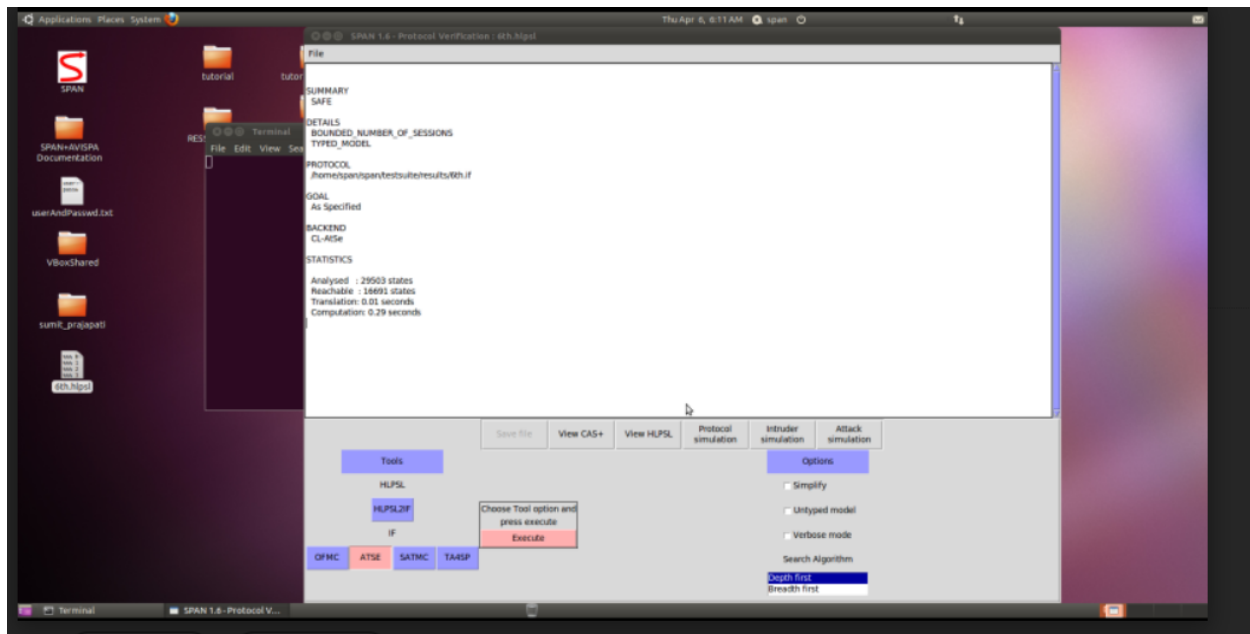 Applications Places System
Thu Apr 6, 6:11 AM
span
SPAN 1.6 - Protocol Verification : 6th.hlpsl
File
SPAN
tutorial
tutor
SPAN+AVISPA
Documentation
userAndPasswd.txt
VBoxShared
sumit_prajapati
6th.hlpsl
RES
Terminal
File Edit View Sea
SUMMARY
SAFE
DETAILS
BOUNDED_NUMBER_OF_SESSIONS
TYPED_MODEL
PROTOCOL
/home/span/span/testsuite/results/6th.if
GOAL
As Specified
BACKEND
CL-AtSe
STATISTICS
Analysed : 29503 states
Reachable : 16691 states
Translation: 0.01 seconds
Computation: 0.29 seconds
Save file
View CAS+
View HLPSL
Protocol
simulation
Intruder
simulation
Attack
simulation
Tools
HLPSL
HLPSL2IF
IF
OFMC
ATSE
SATMC
TA4SP
Choose Tool option and
press execute
Execute
Options
Simplify
Untyped model
Verbose mode
Search Algorithm
Depth first
Breadth first
Terminal
SPAN 1.6 - Protocol V...